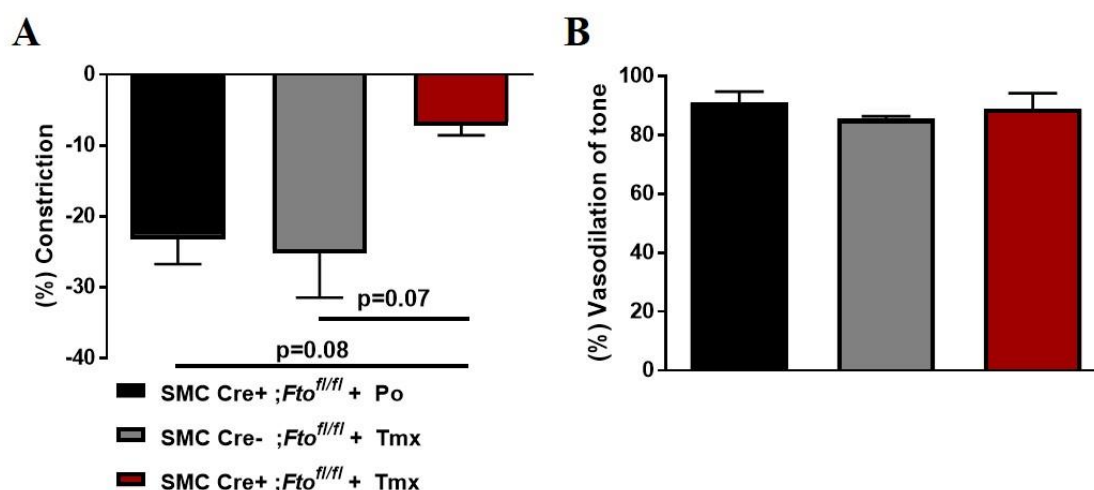 A
(%) Constriction
0
-10
-20
-30
-40
p=0.07
p=0.08
SMC Cre+ ;Fto^fl/fl + Po
SMC Cre- ;Fto^fl/fl + Tmx
SMC Cre+ ;Fto^fl/fl + Tmx
B
(%) Vasodilation of tone
100
80
60
40
20
0